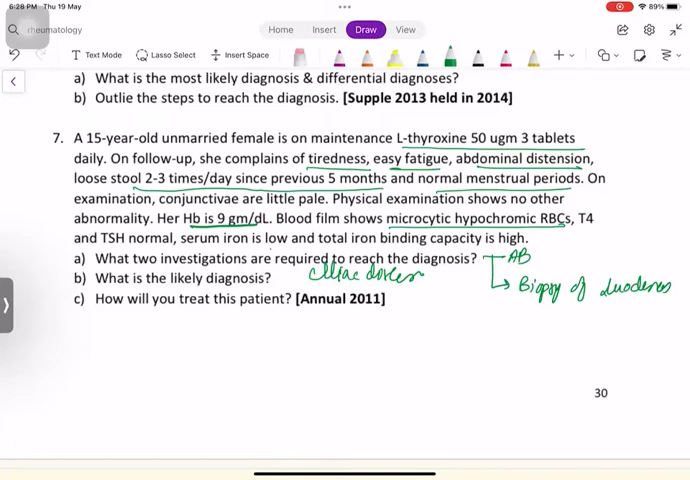 6:28 PM Thu 19 May
89%
rheumatology
Home Insert Draw View
T Text Mode Lasso Select Insert Space
a) What is the most likely diagnosis & differential diagnoses?
b) Outlie the steps to reach the diagnosis. [Supple 2013 held in 2014]
7. A 15-year-old unmarried female is on maintenance L-thyroxine 50 ugm 3 tablets
daily. On follow-up, she complains of tiredness, easy fatigue, abdominal distension,
loose stool 2-3 times/day since previous 5 months and normal menstrual periods. On
examination, conjunctivae are little pale. Physical examination shows no other
abnormality. Her Hb is 9 gm/dL. Blood film shows microcytic hypochromic RBCs, T4
and TSH normal, serum iron is low and total iron binding capacity is high.
a) What two investigations are required to reach the diagnosis? AB
b) What is the likely diagnosis?
Biopsy of
c) How will you treat this patient? [Annual 2011]
30